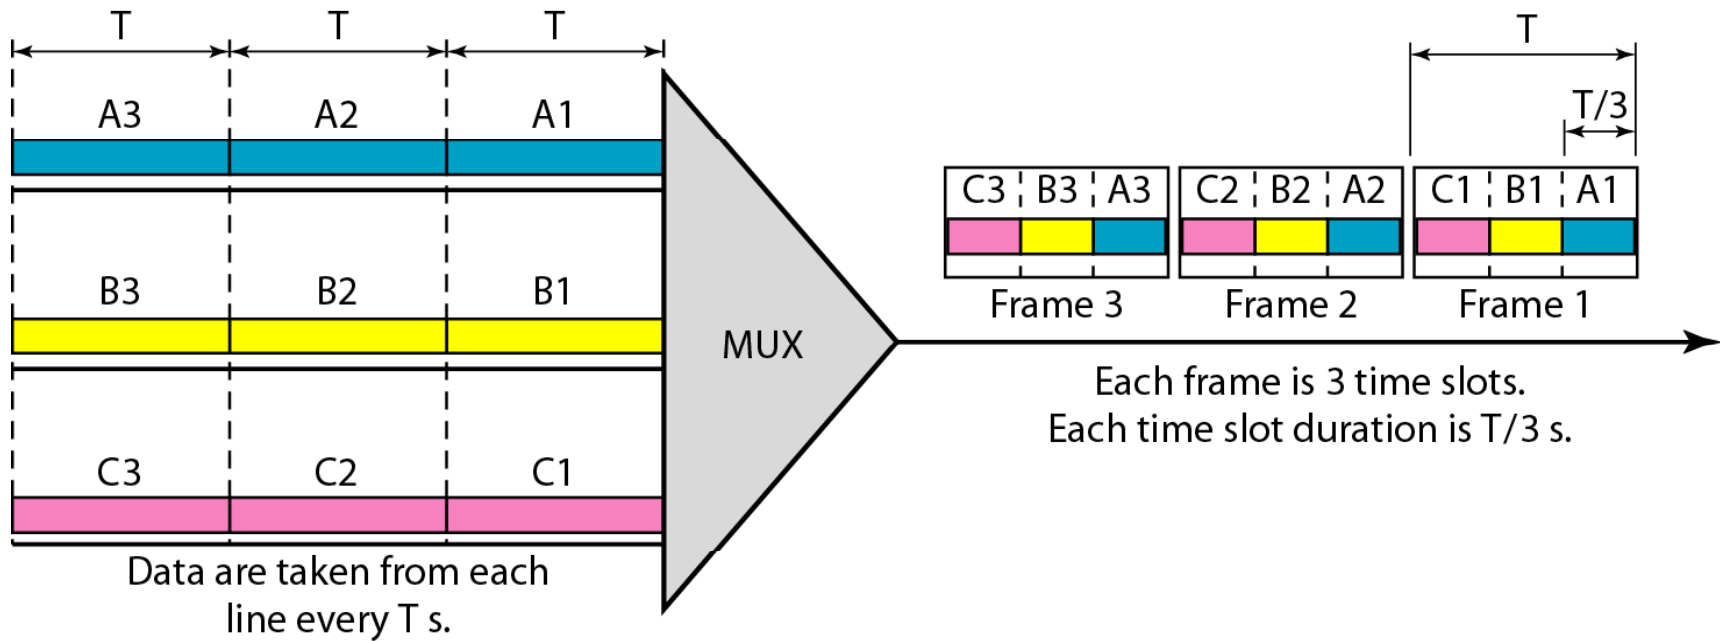 T T T
T
T/3
A3 A2 A1
C3 B3 A3 C2 B2 A2 C1 B1 A1
B3 B2 B1
Frame 3 Frame 2 Frame 1
MUX
Each frame is 3 time slots.
Each time slot duration is T/3 s.
C3 C2 C1
Data are taken from each
line every T s.